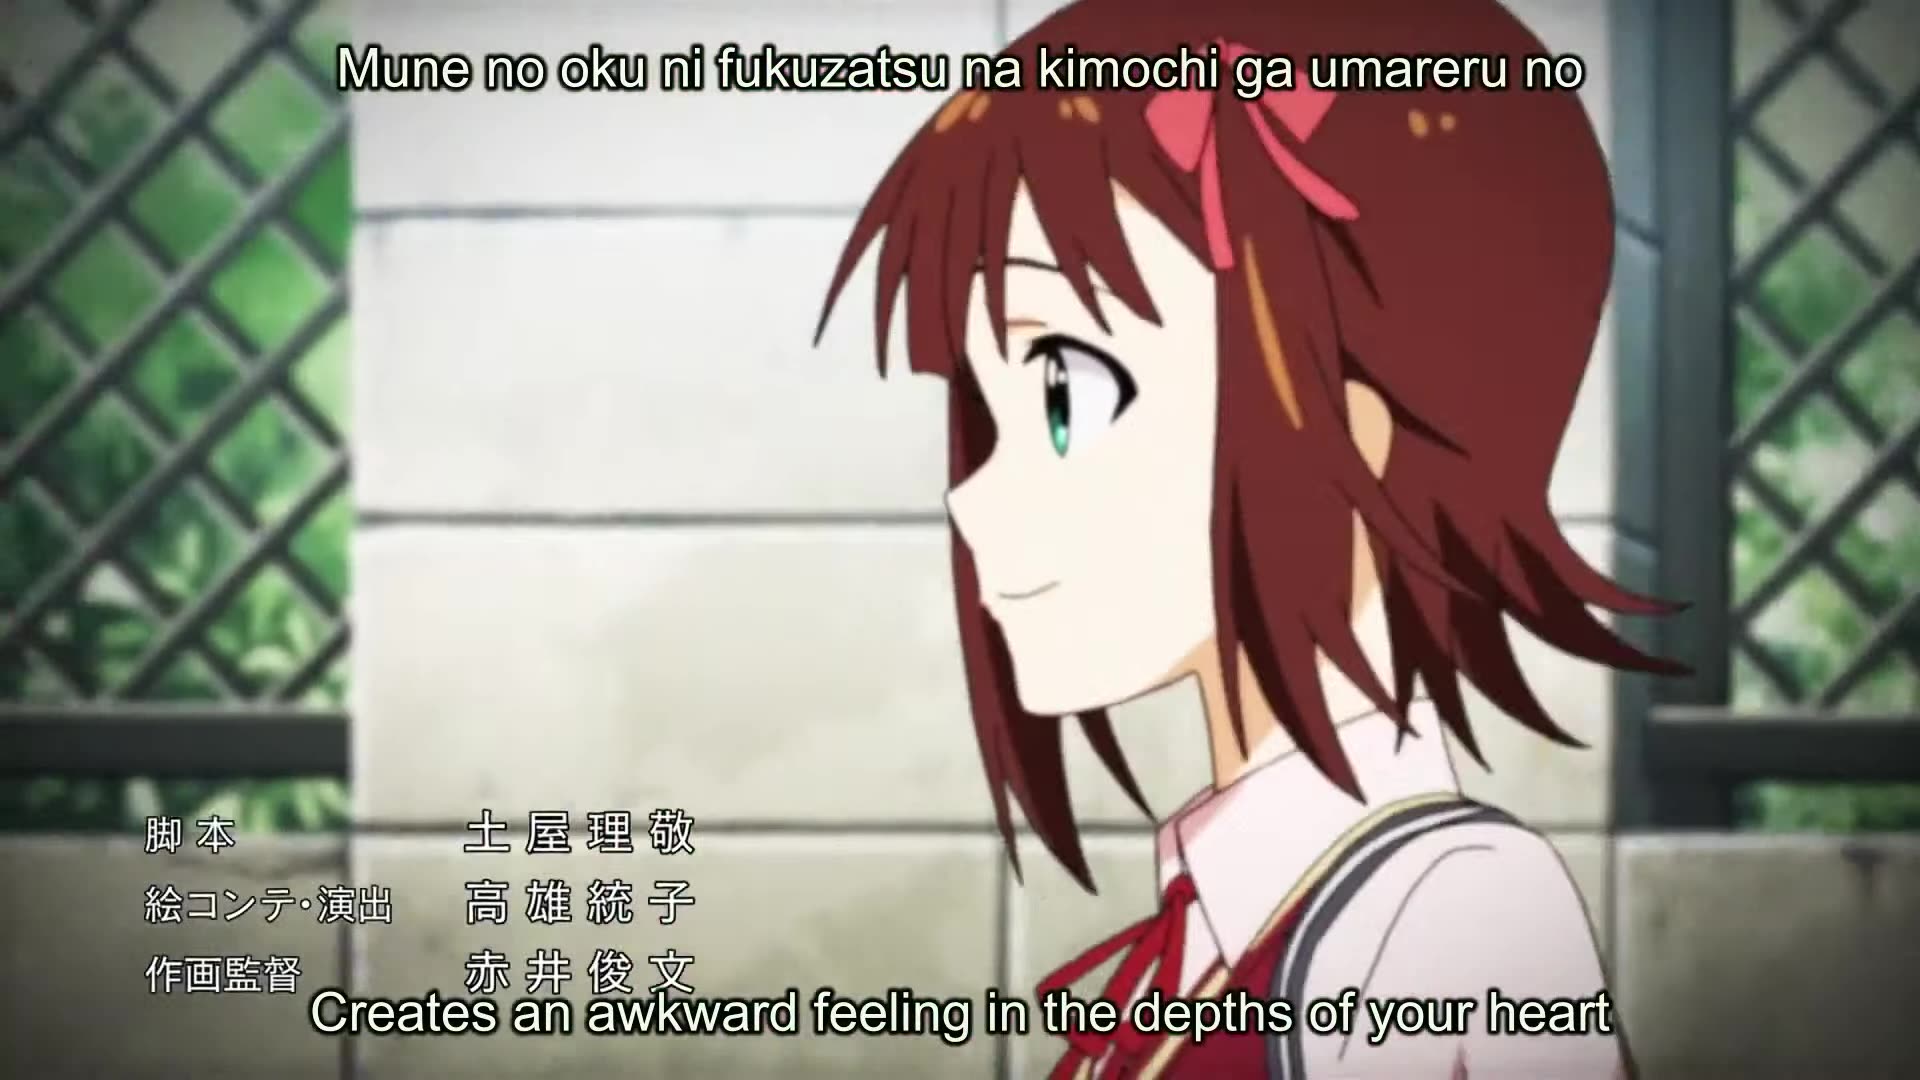 Mune no oku ni fukuzatsu na kimochi ga umareru no
脚本 土屋理敬
絵コンテ・演出 高雄統子
作画監督 赤井俊文
Creates an awkward feeling in the depths of your heart